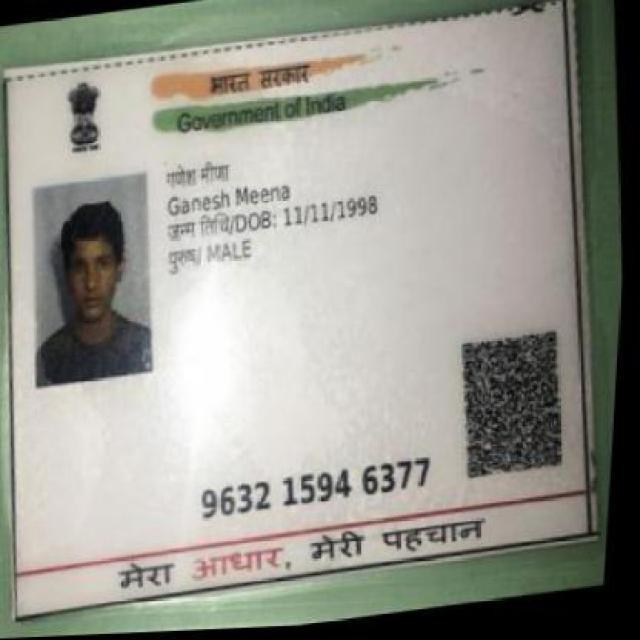 भारत सरकार
Government of India
गणेश मीणा
Ganesh Meena
जन्म तिथि/DOB: 11/11/1998
पुरुष/ MALE
9632 1594 6377
मेरा आधार, मेरी पहचान